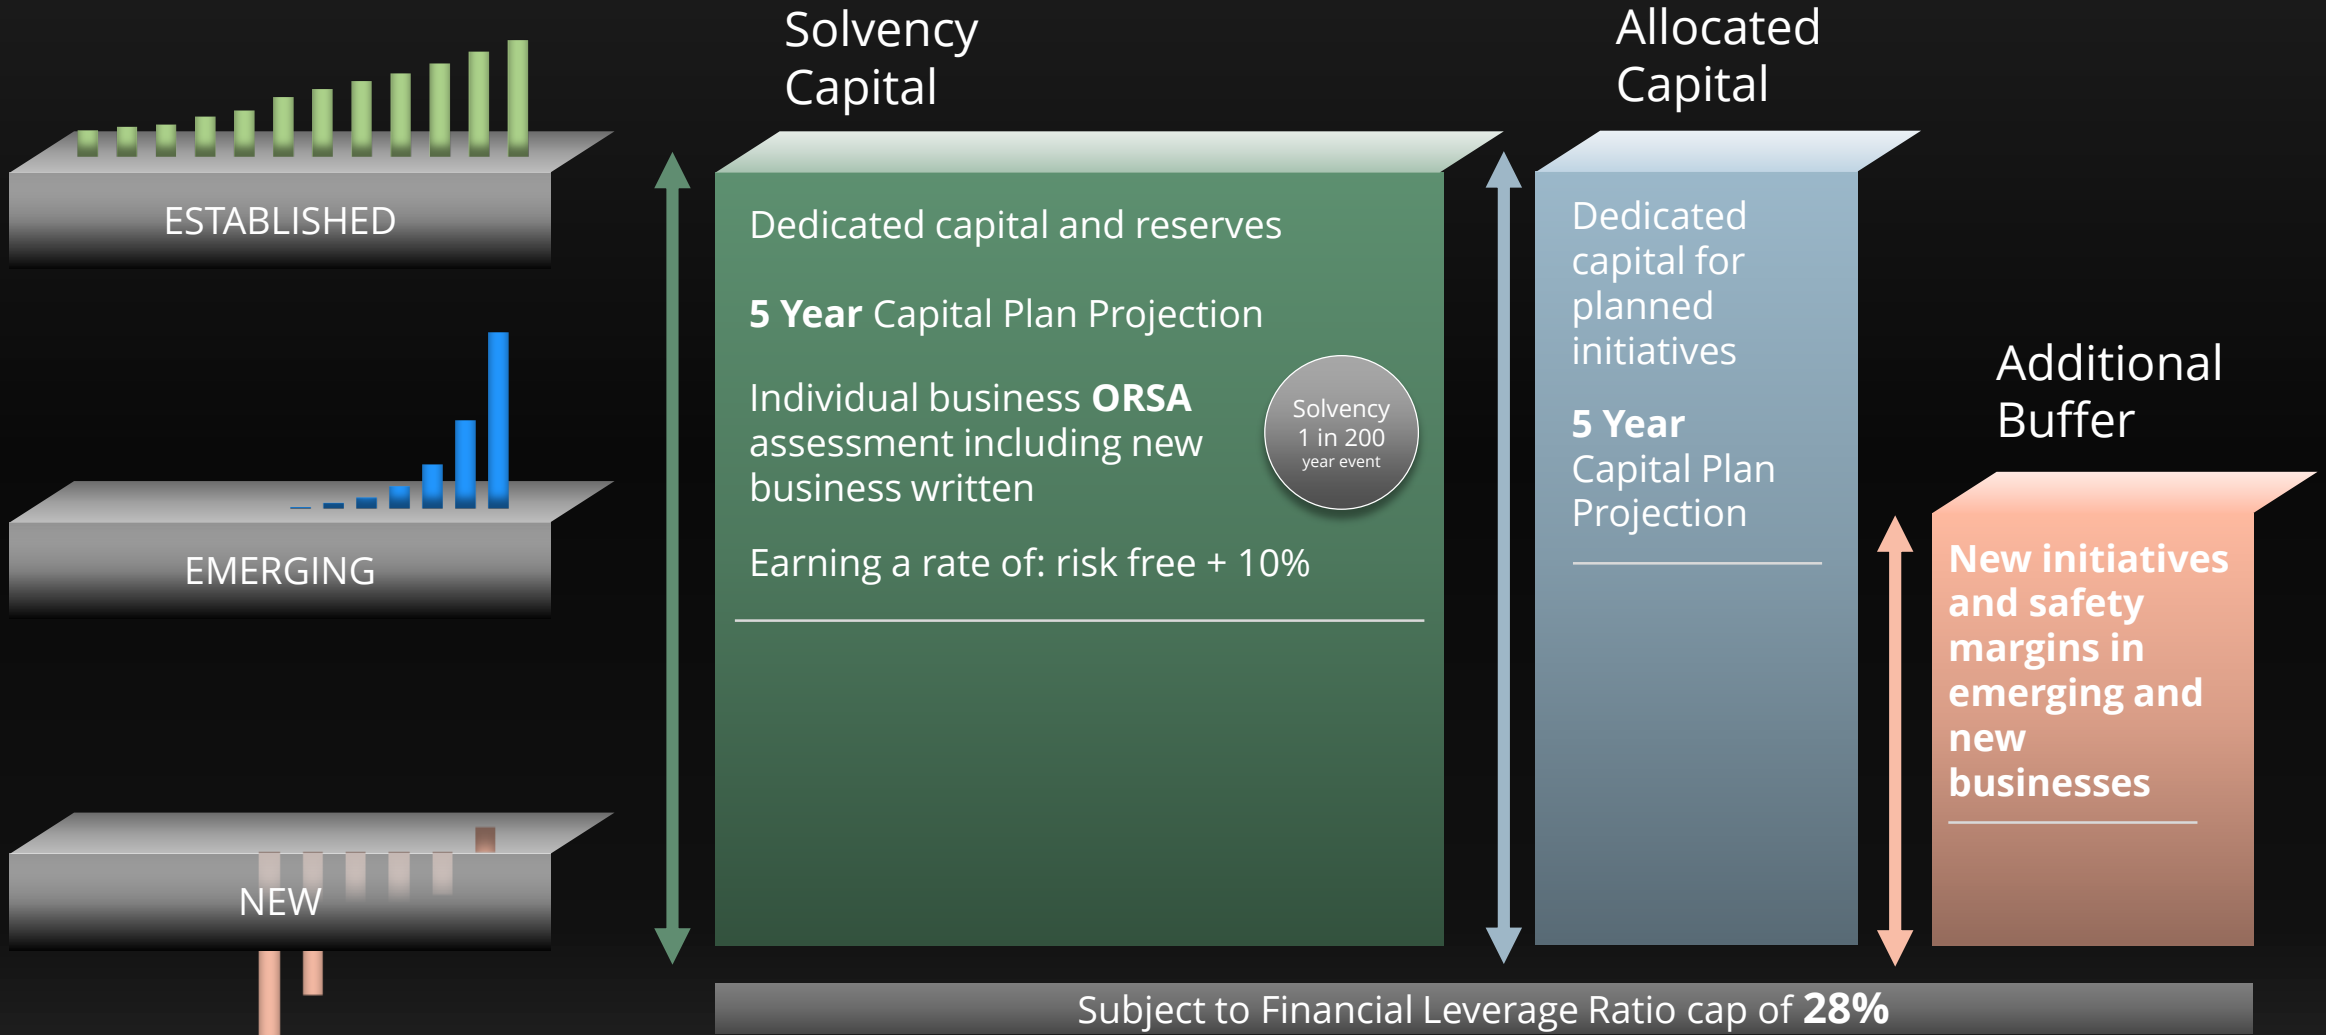 ESTABLISHED
EMERGING
NEW
Solvency
Capital
Dedicated capital and reserves
5 Year Capital Plan Projection
Individual business ORSA
assessment including new
business written
Earning a rate of: risk free + 10%
Solvency
1 in 200
year event
Allocated
Capital
Dedicated
capital for
planned
initiatives
5 Year
Capital Plan
Projection
Additional
Buffer
New initiatives
and safety
margins in
emerging and
new
businesses
Subject to Financial Leverage Ratio cap of 28%